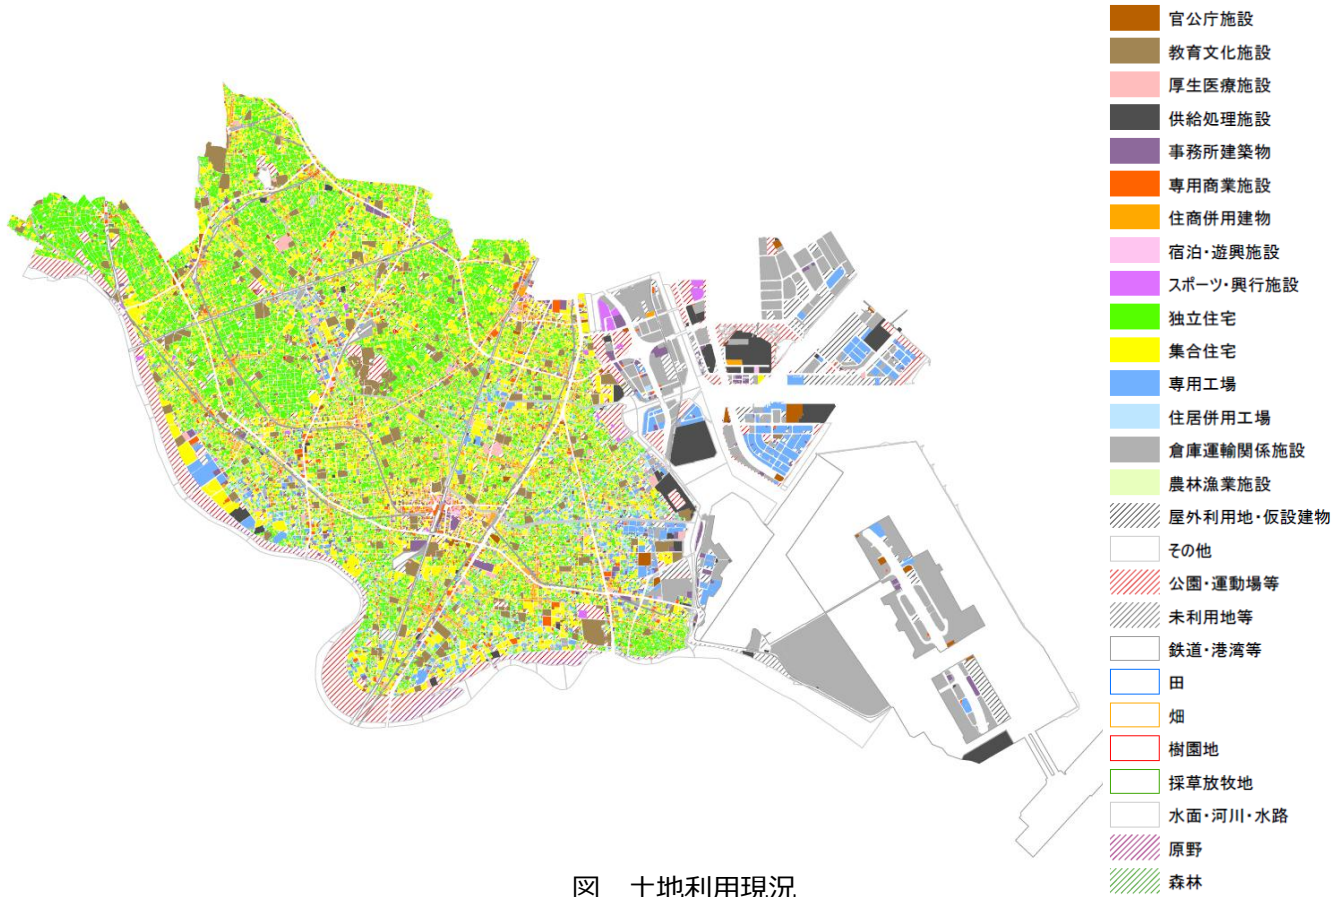 官公庁施設
教育文化施設
厚生医療施設
供給処理施設
事務所建築物
専用商業施設
住商併用建物
宿泊・遊興施設
スポーツ・興行施設
独立住宅
集合住宅
専用工場
住居併用工場
倉庫運輸関係施設
農林漁業施設
屋外利用地・仮設建物
その他
公園・運動場等
未利用地等
鉄道・港湾等
田
畑
樹園地
採草放牧地
水面・河川・水路
原野
森林
図　土地利用現況